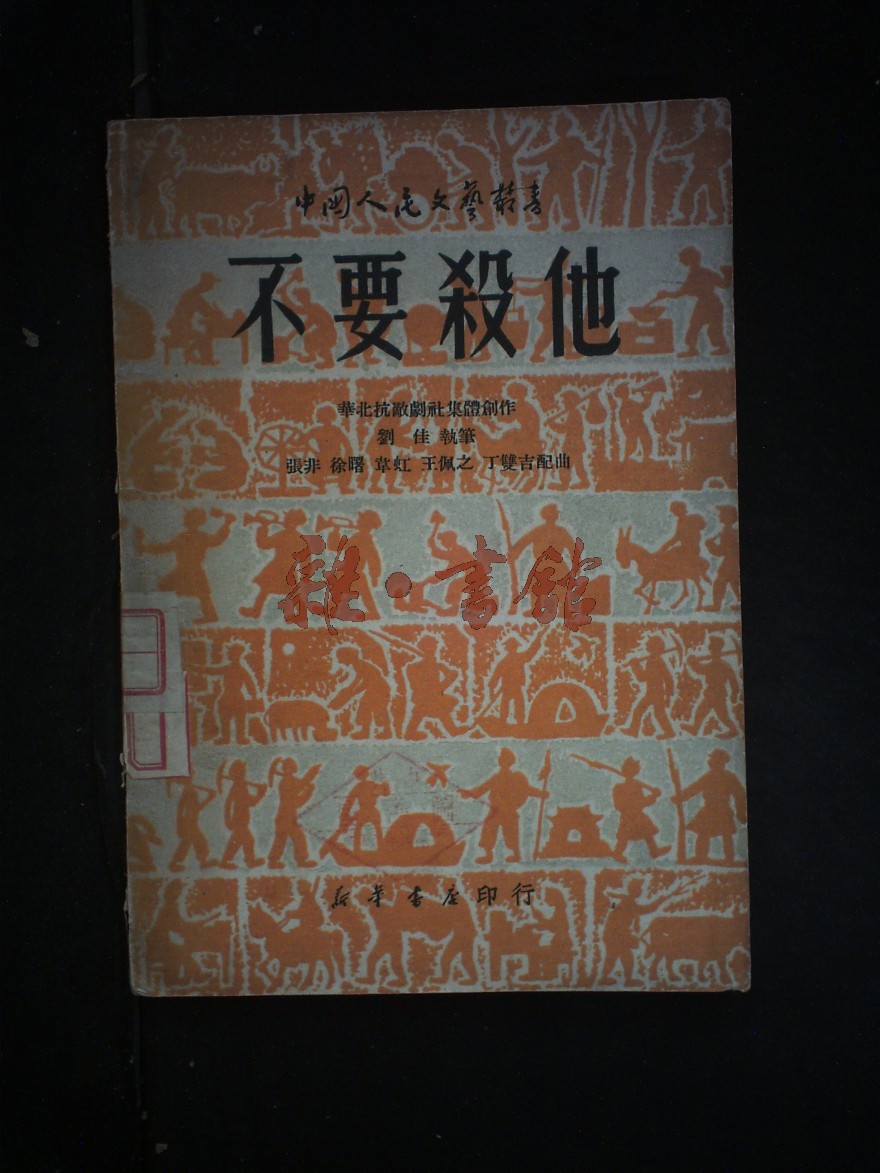 中国人民文藝叢書
不要殺他
華北抗敵劇社集體創作
劉佳 執筆
張非 徐曙 韋虹 王佩之 丁雙吉配曲
雜·書館
新华書店印行